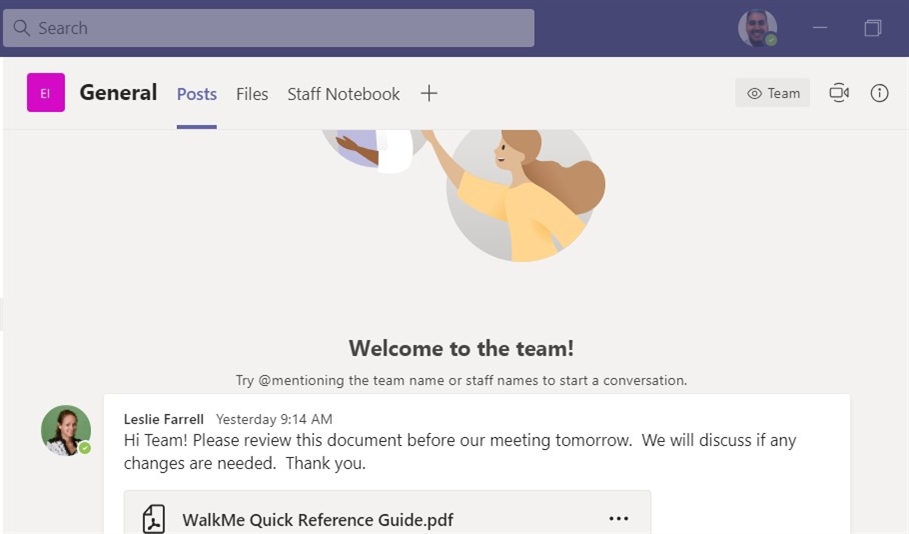 Search
EI
General Posts Files Staff Notebook
Team
Welcome to the team!
Try @mentioning the team name or staff names to start a conversation.
Leslie Farrell Yesterday 9:14 AM
Hi Team! Please review this document before our meeting tomorrow.  We will discuss if any
changes are needed.  Thank you.
WalkMe Quick Reference Guide.pdf